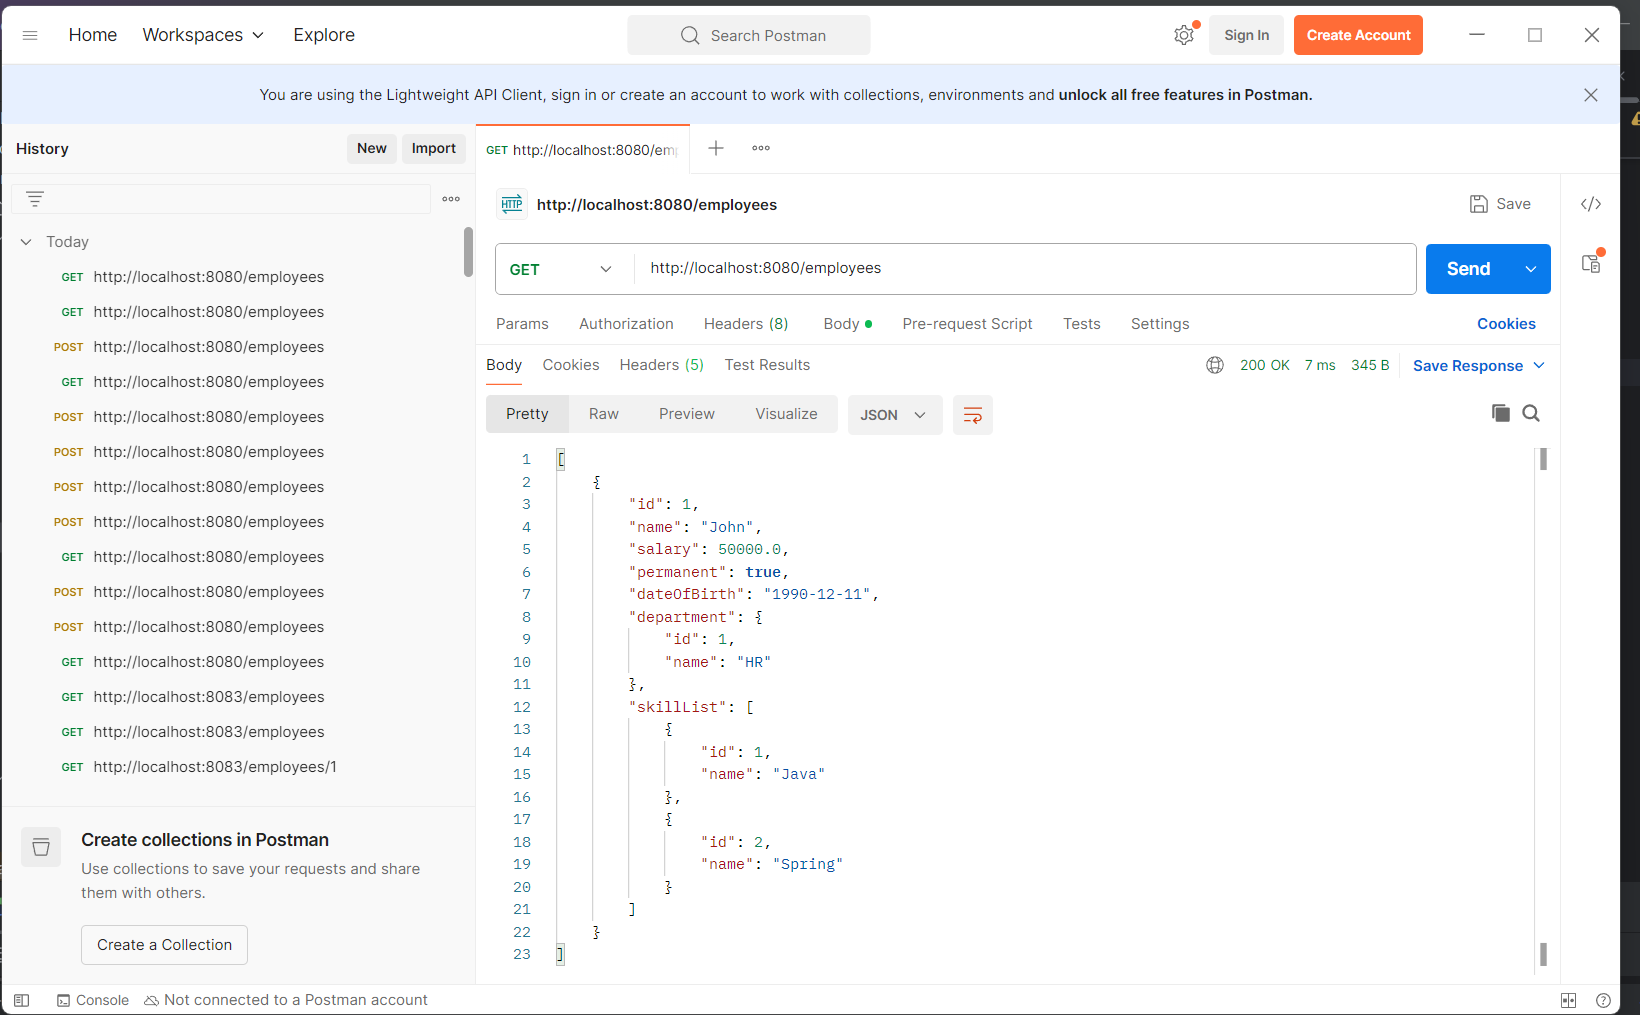 Home Workspaces Explore Search Postman Sign In Create Account
You are using the Lightweight API Client, sign in or create an account to work with collections, environments and unlock all free features in Postman.
History New Import
Today
GET http://localhost:8080/employees
GET http://localhost:8080/employees
POST http://localhost:8080/employees
GET http://localhost:8080/employees
POST http://localhost:8080/employees
POST http://localhost:8080/employees
POST http://localhost:8080/employees
POST http://localhost:8080/employees
GET http://localhost:8080/employees
POST http://localhost:8080/employees
POST http://localhost:8080/employees
GET http://localhost:8080/employees
GET http://localhost:8083/employees
GET http://localhost:8083/employees
GET http://localhost:8083/employees/1
Create collections in Postman
Use collections to save your requests and share
them with others.
Create a Collection
GET http://localhost:8080/em
HTTP http://localhost:8080/employees Save
GET http://localhost:8080/employees Send
Params Authorization Headers (8) Body Pre-request Script Tests Settings Cookies
Body Cookies Headers (5) Test Results 200 OK 7 ms 345 B Save Response
Pretty Raw Preview Visualize JSON
1 [
2 {
3 "id": 1,
4 "name": "John",
5 "salary": 50000.0,
6 "permanent": true,
7 "dateOfBirth": "1990-12-11",
8 "department": {
9 "id": 1,
10 "name": "HR"
11 },
12 "skillList": [
13 {
14 "id": 1,
15 "name": "Java"
16 },
17 {
18 "id": 2,
19 "name": "Spring"
20 }
21 ]
22 }
23 ]
Console Not connected to a Postman account